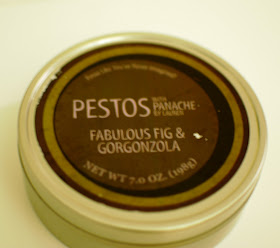 PESTOS WITH PANACHE BY LAUREN
FABULOUS FIG &
GORGONZOLA
NET WT 7.0 OZ. (198g)